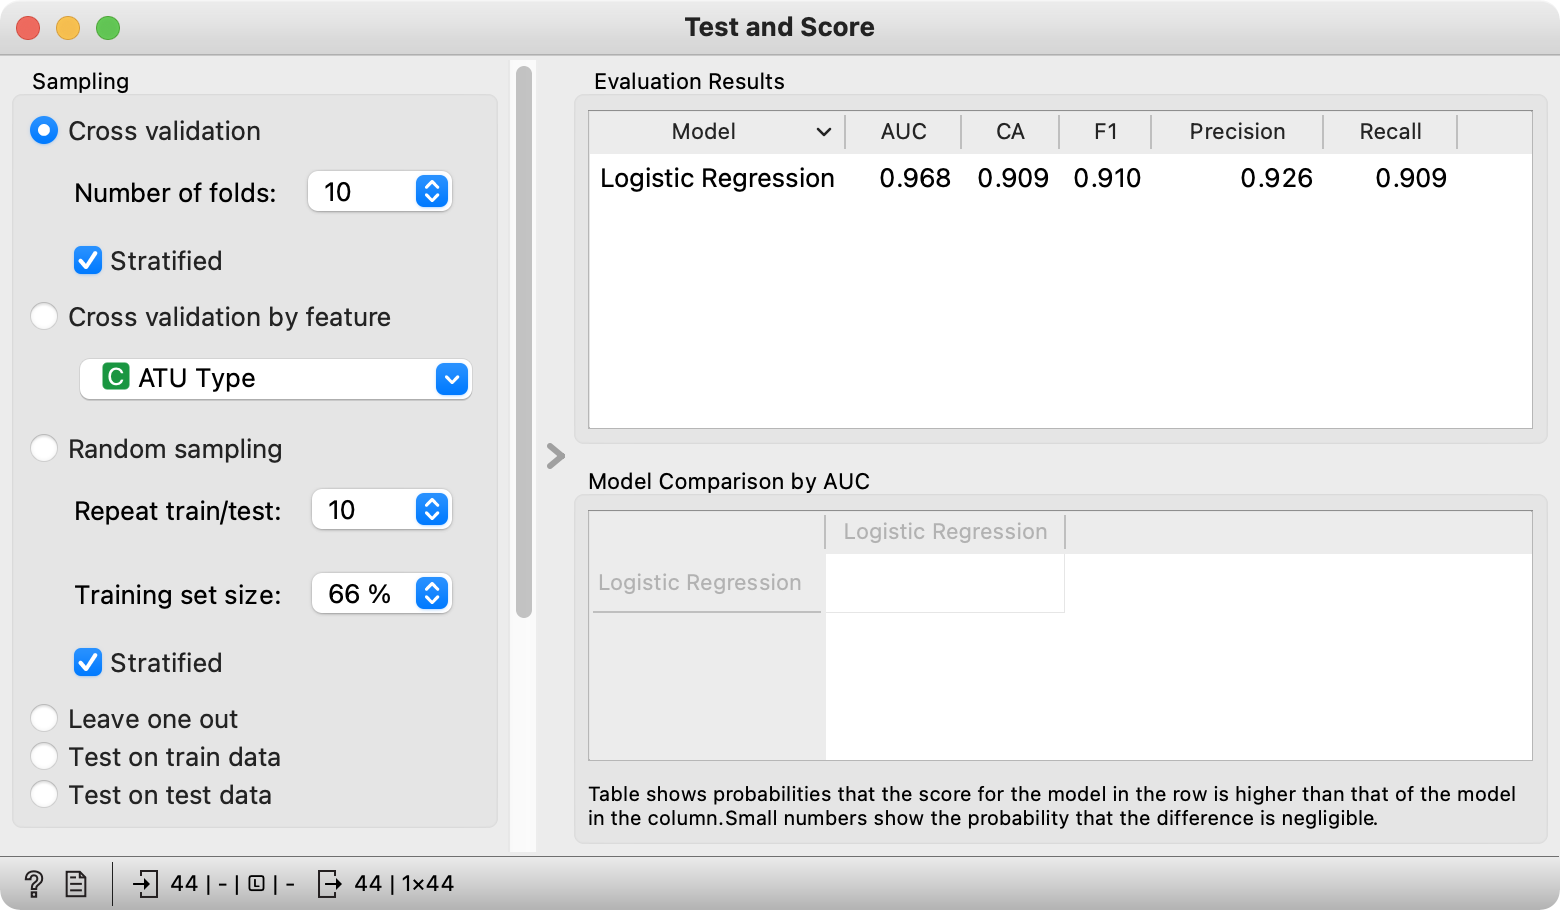 Test and Score
Sampling
Cross validation
Number of folds: 10
Stratified
Cross validation by feature
C ATU Type
Random sampling
Repeat train/test: 10
Training set size: 66 %
Stratified
Leave one out
Test on train data
Test on test data
Evaluation Results
Model AUC CA F1 Precision Recall
Logistic Regression 0.968 0.909 0.910 0.926 0.909
Model Comparison by AUC
Logistic Regression
Logistic Regression
Table shows probabilities that the score for the model in the row is higher than that of the model
in the column.Small numbers show the probability that the difference is negligible.
? 44 | - | L | - 44 | 1×44